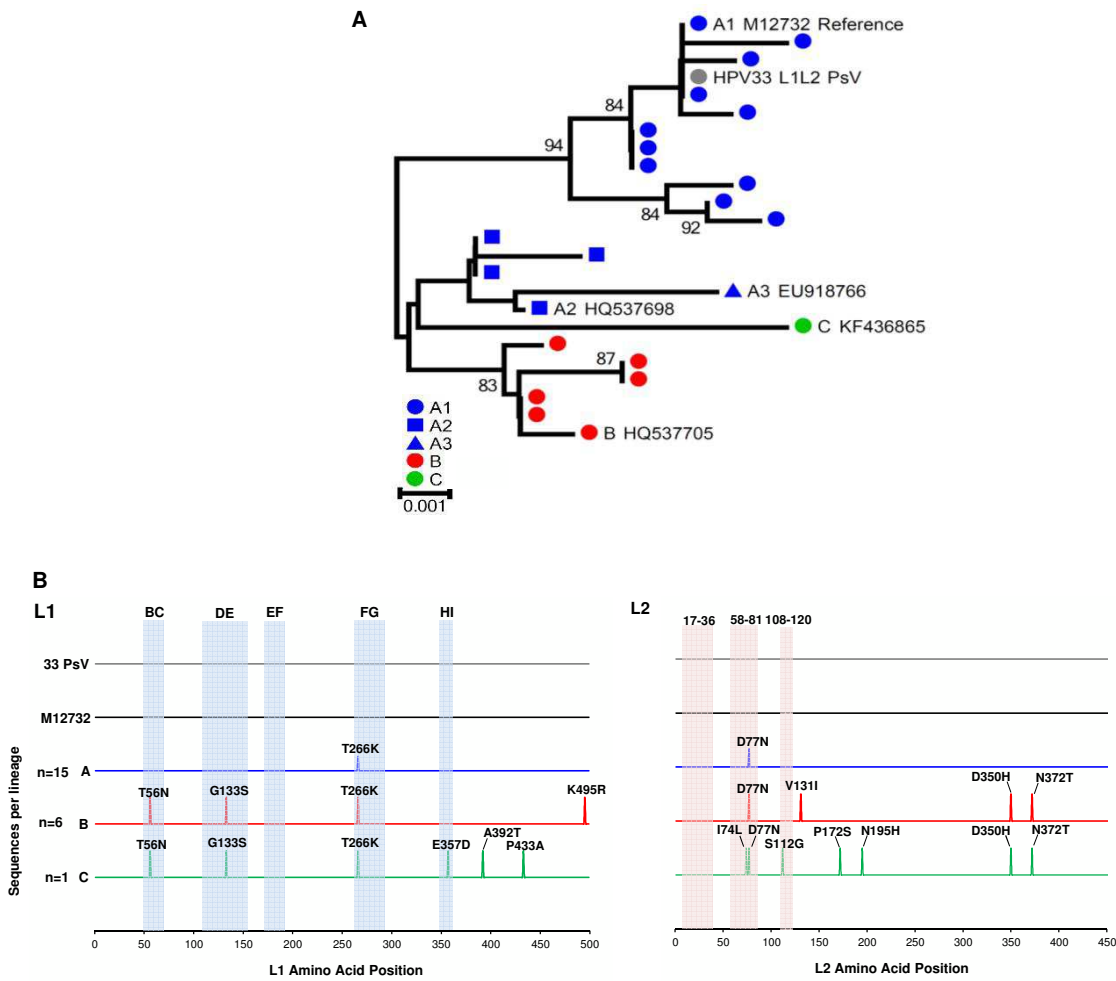 A
A1 M12732 Reference
HPV33 L1L2 PsV
84
94
84
92
A3 EU918766
A2 HQ537698
C KF436865
87
83
B HQ537705
A1
A2
A3
B
C
0.001
B
L1
BC DE EF FG HI
33 PsV
M12732
T266K
n=15 A
T56N G133S T266K K495R
n=6 B
T56N G133S T266K E357D A392T P433A
n=1 C
Sequences per lineage
0 50 100 150 200 250 300 350 400 450 500
L1 Amino Acid Position
L2
17-36 58-81 108-120
D77N
D77N V131I D350H N372T
I74L D77N S112G P172S N195H D350H N372T
0 50 100 150 200 250 300 350 400 450
L2 Amino Acid Position